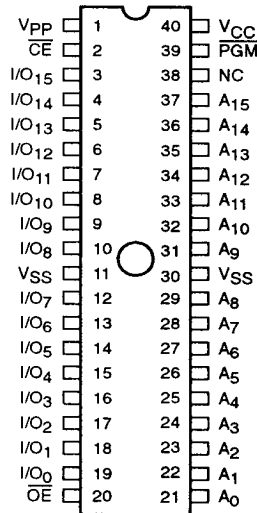 VPP 1 40 VCC
C̅E̅ 2 39 P̅G̅M̅
I/O15 3 38 NC
I/O14 4 37 A15
I/O13 5 36 A14
I/O12 6 35 A13
I/O11 7 34 A12
I/O10 8 33 A11
I/O9 9 32 A10
I/O8 10 31 A9
VSS 11 30 VSS
I/O7 12 29 A8
I/O6 13 28 A7
I/O5 14 27 A6
I/O4 15 26 A5
I/O3 16 25 A4
I/O2 17 24 A3
I/O1 18 23 A2
I/O0 19 22 A1
O̅E̅ 20 21 A0